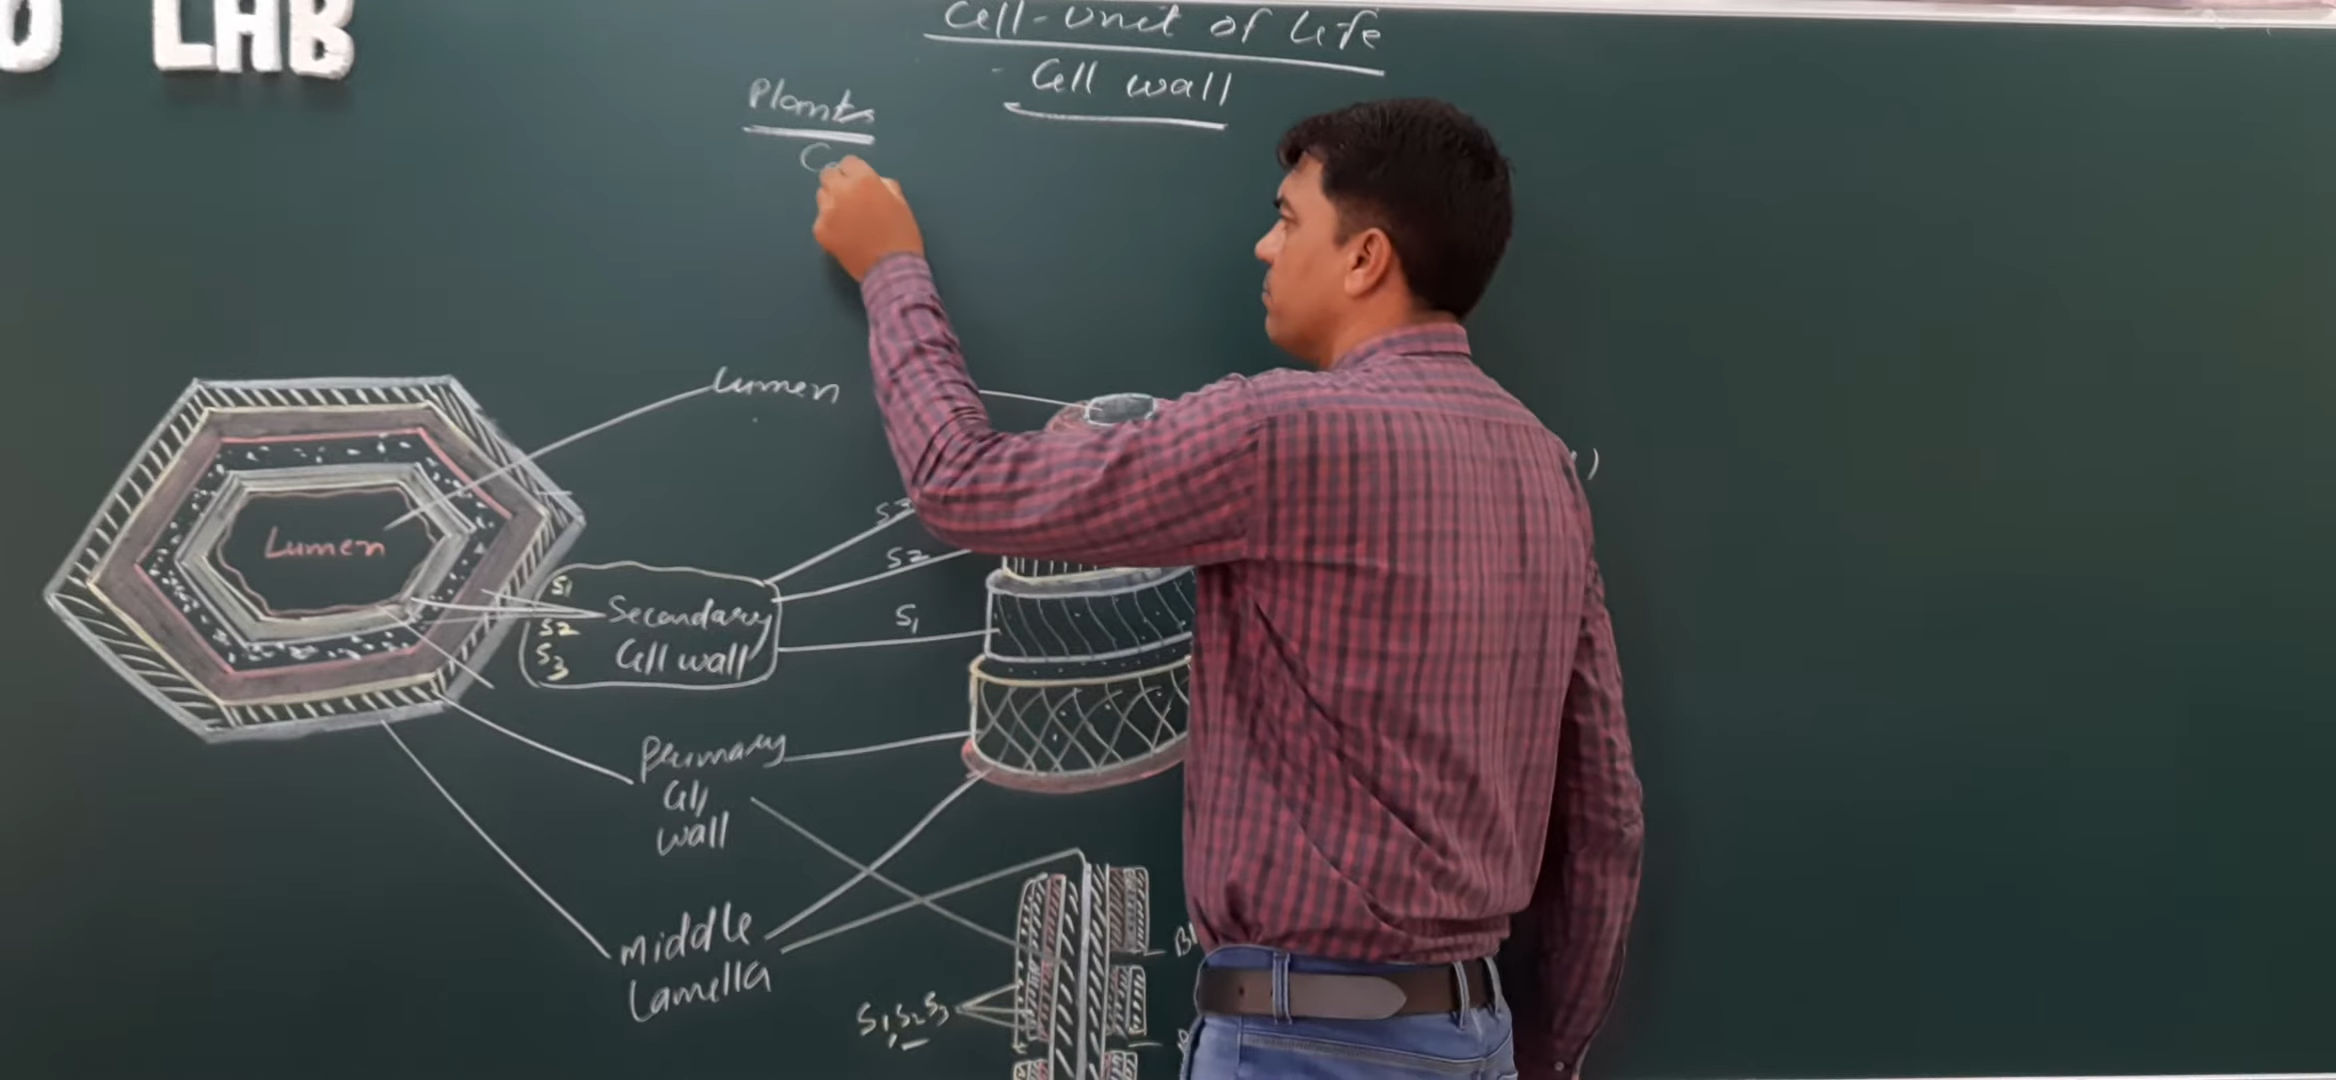 LAB
Cell-Unit of Life
- Cell wall
Plants
Lumen
Lumen
S2
S1
S1
S2
S3
Secondary
Cell wall
Primary
Cell
wall
Middle
Lamella
S1 S2 S3